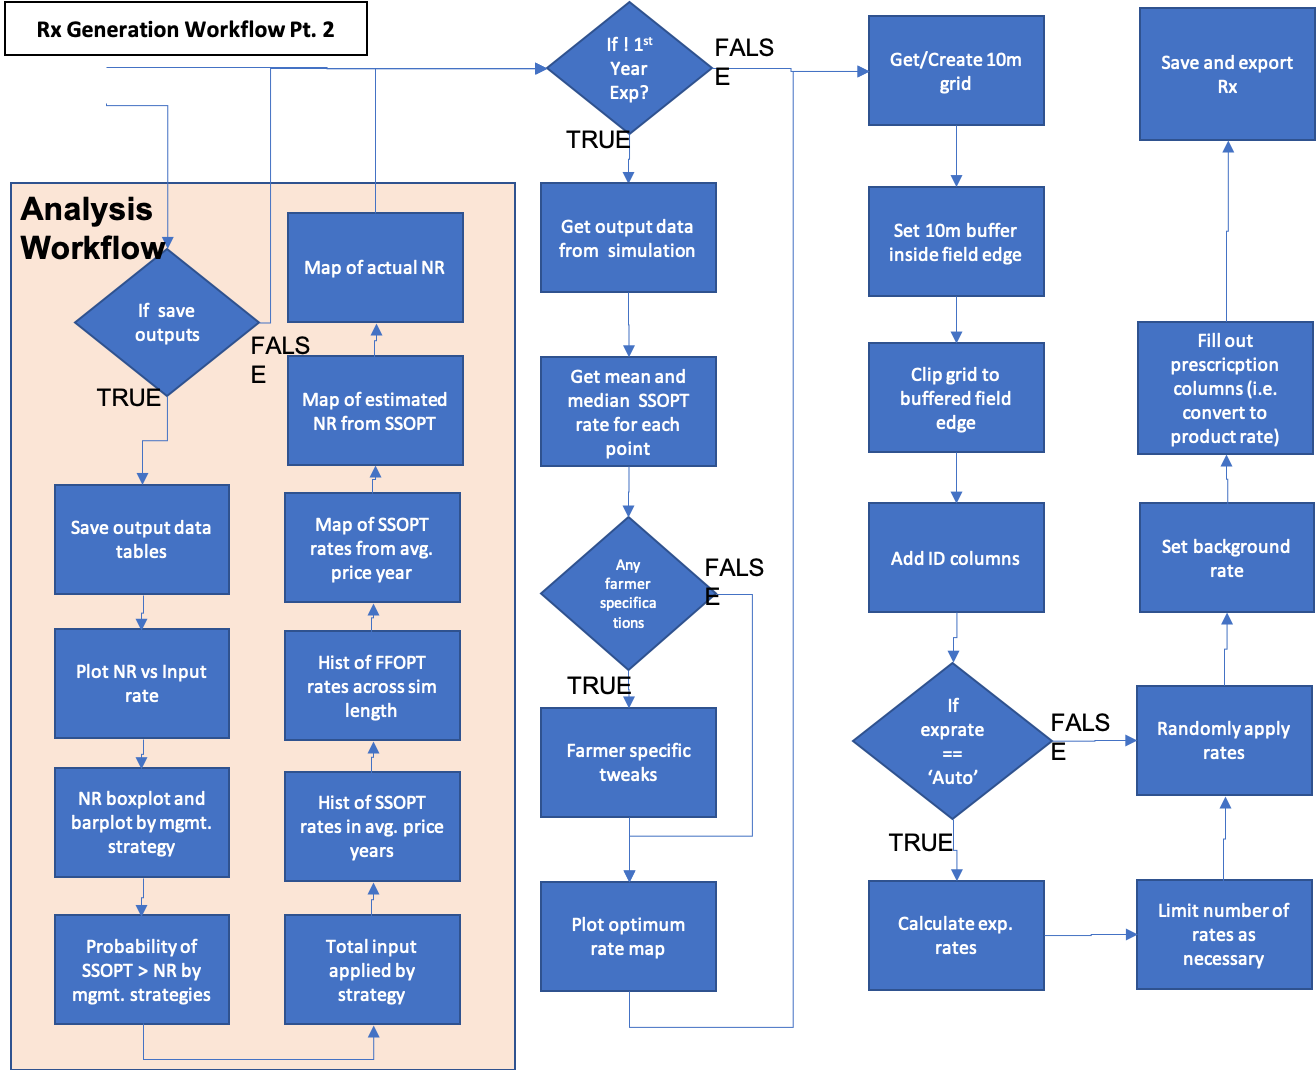 Rx Generation Workflow Pt. 2
Analysis
Workflow
If  save
outputs
FALS
E
TRUE
Save output data
tables
Plot NR vs Input
rate
NR boxplot and
barplot by mgmt.
strategy
Probability of
SSOPT > NR by
mgmt. strategies
Total input
applied by
strategy
Hist of SSOPT
rates in avg. price
years
Hist of FFOPT
rates across sim
length
Map of SSOPT
rates from avg.
price year
Map of estimated
NR from SSOPT
Map of actual NR
If ! 1st
Year
Exp?
FALS
E
TRUE
Get output data
from  simulation
Get mean and
median  SSOPT
rate for each
point
Any
farmer
specifica
tions
FALS
E
TRUE
Farmer specific
tweaks
Plot optimum
rate map
Get/Create 10m
grid
Set 10m buffer
inside field edge
Clip grid to
buffered field
edge
Add ID columns
If
exprate
==
‘Auto’
FALS
E
TRUE
Calculate exp.
rates
Limit number of
rates as
necessary
Randomly apply
rates
Set background
rate
Fill out
prescricption
columns (i.e.
convert to
product rate)
Save and export
Rx